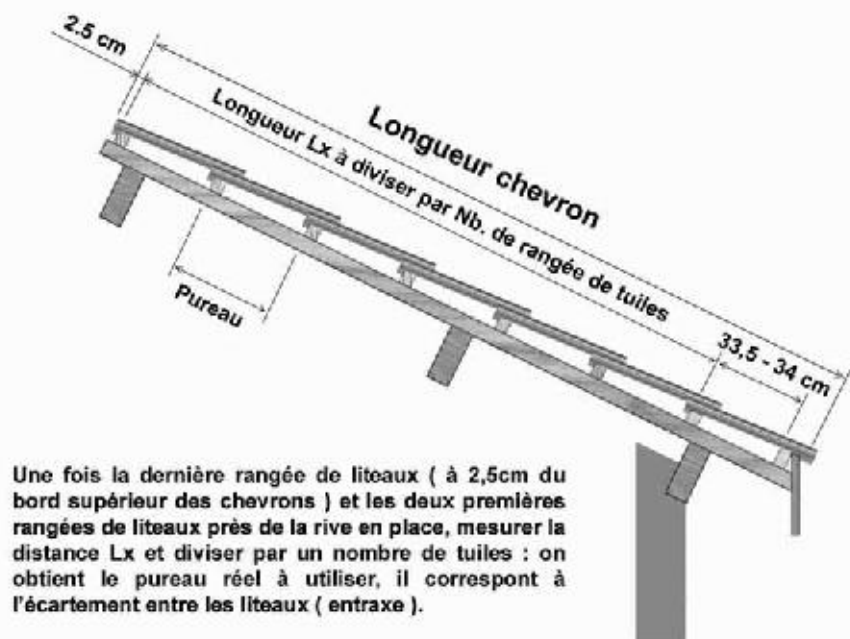 2.5 cm
Longueur chevron
Longueur Lx à diviser par Nb. de rangée de tuiles
Pureau
33,5 - 34 cm
Une fois la dernière rangée de liteaux ( à 2,5cm du
bord supérieur des chevrons ) et les deux premières
rangées de liteaux près de la rive en place, mesurer la
distance Lx et diviser par un nombre de tuiles : on
obtient le pureau réel à utiliser, il correspont à
l'écartement entre les liteaux ( entraxe ).